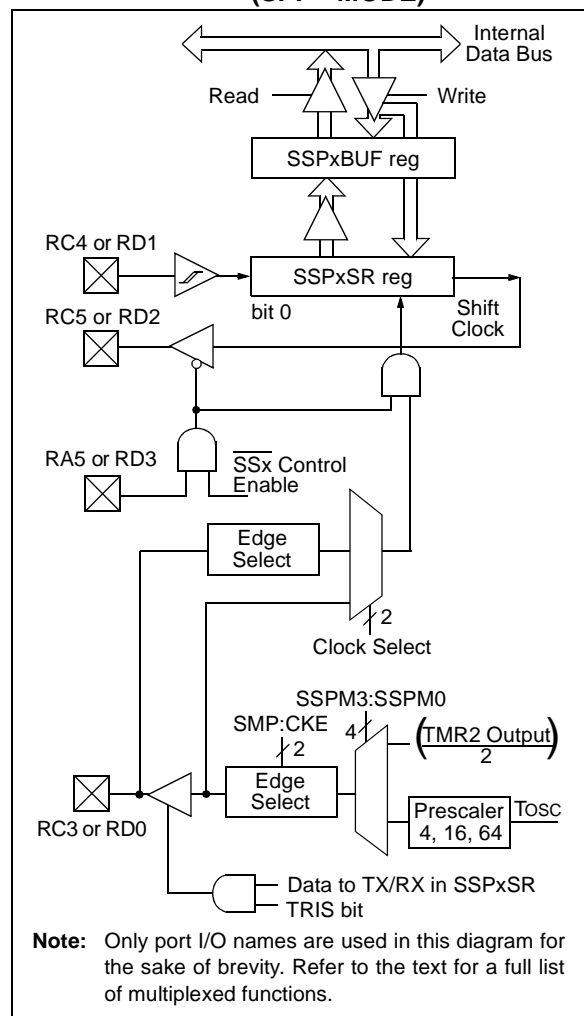 (SPI™ MODE)
Internal
Data Bus
Read
Write
SSPxBUF reg
RC4 or RD1
SSPxSR reg
bit 0
Shift
Clock
RC5 or RD2
RA5 or RD3
SSx Control
Enable
Edge
Select
2
Clock Select
SSPM3:SSPM0
SMP:CKE
4
2
(TMR2 Output)
2
Edge
Select
Prescaler
4, 16, 64
TOSC
RC3 or RD0
Data to TX/RX in SSPxSR
TRIS bit
Note: Only port I/O names are used in this diagram for
the sake of brevity. Refer to the text for a full list
of multiplexed functions.